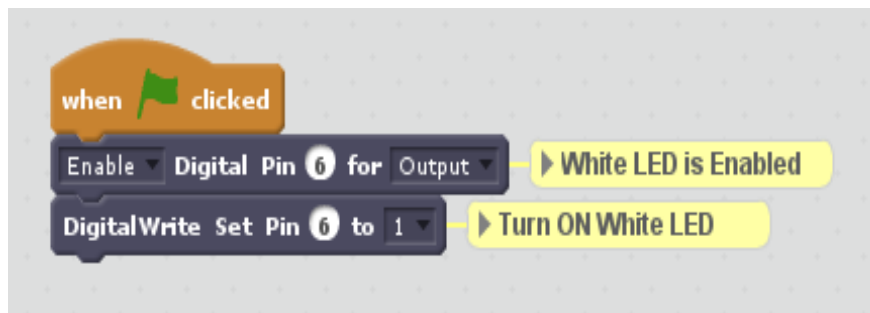 when clicked
Enable Digital Pin 6 for Output White LED is Enabled
DigitalWrite Set Pin 6 to 1 Turn ON White LED